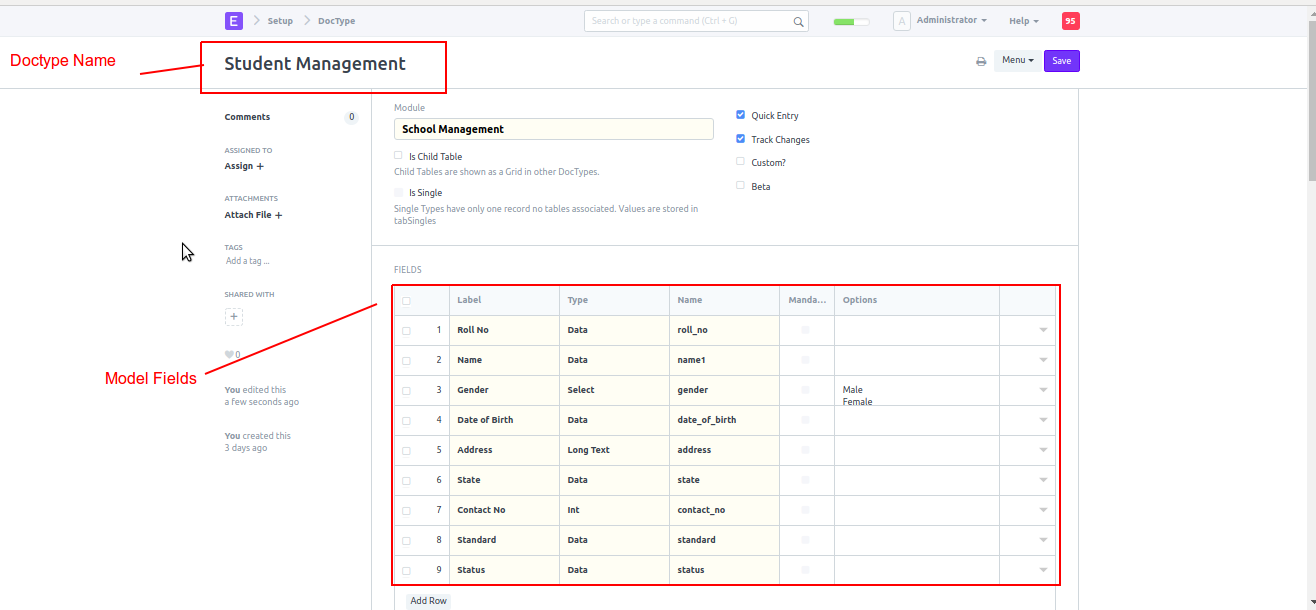 E Setup DocType Search or type a command (Ctrl + G) A Administrator Help 95
Doctype Name
Student Management
Menu Save
Comments 0
ASSIGNED TO
Assign +
ATTACHMENTS
Attach File +
TAGS
Add a tag ...
SHARED WITH
+
0
Model Fields
You edited this
a few seconds ago
You created this
3 days ago
Module
School Management
Is Child Table
Child Tables are shown as a Grid in other DocTypes.
Is Single
Single Types have only one record no tables associated. Values are stored in
tabSingles
Quick Entry
Track Changes
Custom?
Beta
FIELDS
Label Type Name Manda... Options
1 Roll No Data roll_no
2 Name Data name1
3 Gender Select gender Male
Female
4 Date of Birth Data date_of_birth
5 Address Long Text address
6 State Data state
7 Contact No Int contact_no
8 Standard Data standard
9 Status Data status
Add Row